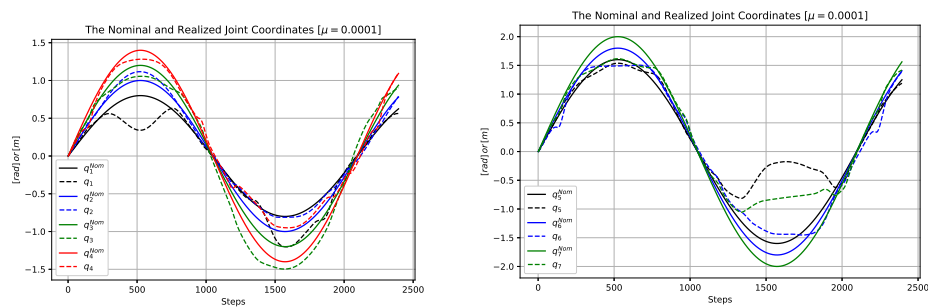 The Nominal and Realized Joint Coordinates [μ = 0.0001]
[rad] or [m]
1.5
1.0
0.5
0.0
−0.5
−1.0
−1.5
q₁ᴺᵒᵐ
q₁
q₂ᴺᵒᵐ
q₂
q₃ᴺᵒᵐ
q₃
q₄ᴺᵒᵐ
q₄
0 500 1000 1500 2000 2500
Steps
The Nominal and Realized Joint Coordinates [μ = 0.0001]
[rad] or [m]
2.0
1.5
1.0
0.5
0.0
−0.5
−1.0
−1.5
−2.0
q₅ᴺᵒᵐ
q₅
q₆ᴺᵒᵐ
q₆
q₇ᴺᵒᵐ
q₇
0 500 1000 1500 2000 2500
Steps